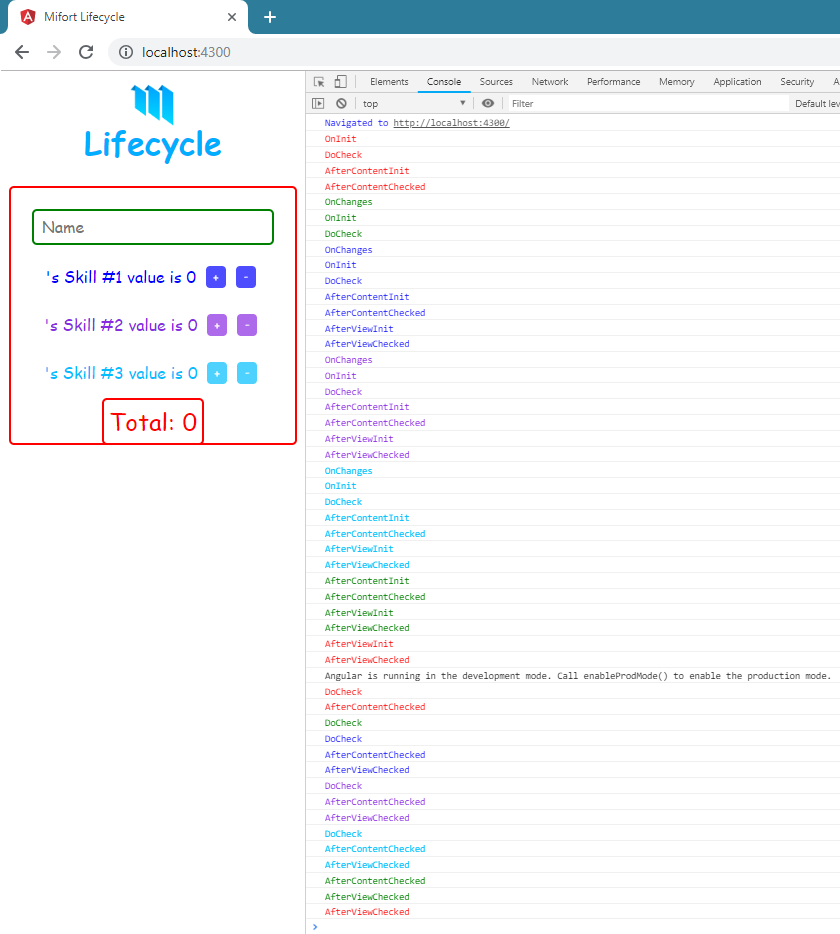 Mifort Lifecycle
localhost:4300
Lifecycle
Name
's Skill #1 value is 0 + -
's Skill #2 value is 0 + -
's Skill #3 value is 0 + -
Total: 0
Elements Console Sources Network Performance Memory Application Security A
top Filter Default lev
Navigated to http://localhost:4300/
OnInit
DoCheck
AfterContentInit
AfterContentChecked
OnChanges
OnInit
DoCheck
OnChanges
OnInit
DoCheck
AfterContentInit
AfterContentChecked
AfterViewInit
AfterViewChecked
OnChanges
OnInit
DoCheck
AfterContentInit
AfterContentChecked
AfterViewInit
AfterViewChecked
OnChanges
OnInit
DoCheck
AfterContentInit
AfterContentChecked
AfterViewInit
AfterViewChecked
AfterContentInit
AfterContentChecked
AfterViewInit
AfterViewChecked
AfterViewInit
AfterViewChecked
Angular is running in the development mode. Call enableProdMode() to enable the production mode.
DoCheck
AfterContentChecked
DoCheck
DoCheck
AfterContentChecked
AfterViewChecked
DoCheck
AfterContentChecked
AfterViewChecked
DoCheck
AfterContentChecked
AfterViewChecked
AfterContentChecked
AfterViewChecked
AfterViewChecked